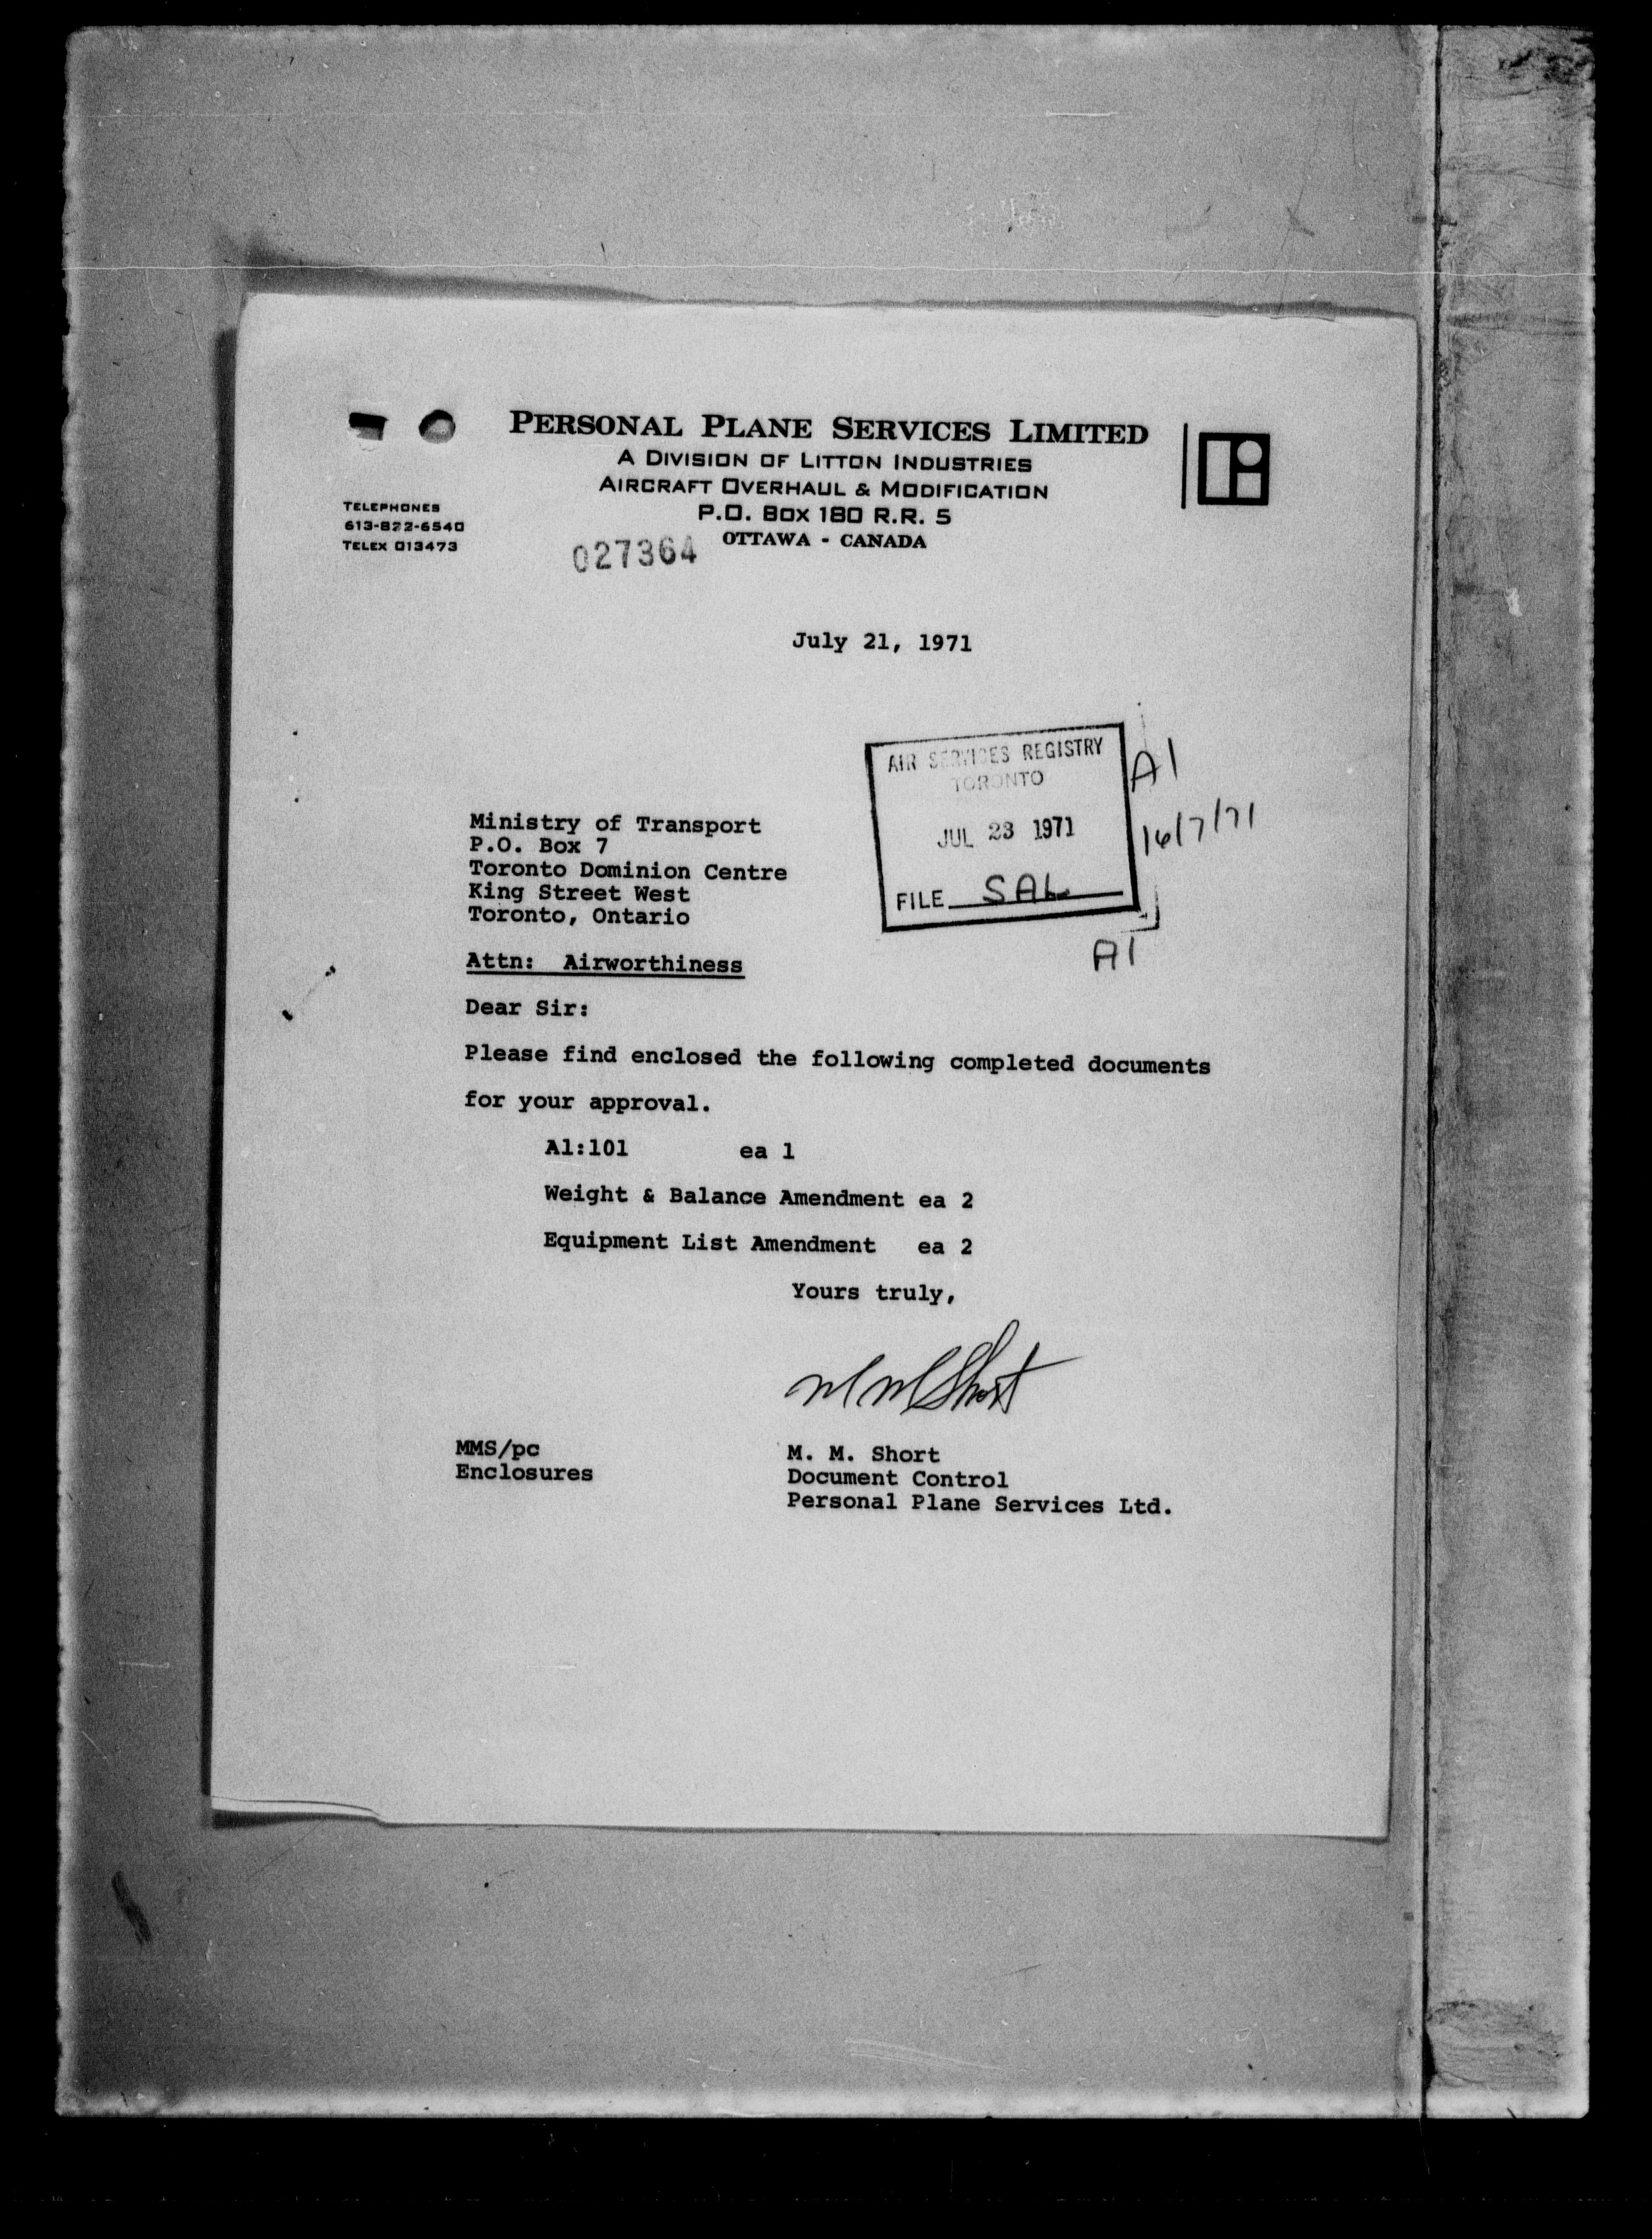 PERSONAL PLANE SERVICES LIMITED
A DIVISION OF LITTON INDUSTRIES
AIRCRAFT OVERHAUL & MODIFICATION
P.O. BOX 180 R.R. 5
OTTAWA - CANADA
TELEPHONES
613-822-6540
TELEX 013473
027364
July 21, 1971
AIR SERVICES REGISTRY
TORONTO
JUL 23 1971
FILE SAL
A1
16/7/71
A1
Ministry of Transport
P.O. Box 7
Toronto Dominion Centre
King Street West
Toronto, Ontario
Attn: Airworthiness
Dear Sir:
Please find enclosed the following completed documents
for your approval.
A1:101 ea 1
Weight & Balance Amendment ea 2
Equipment List Amendment ea 2
Yours truly,
M M Short
MMS/pc
Enclosures
M. M. Short
Document Control
Personal Plane Services Ltd.